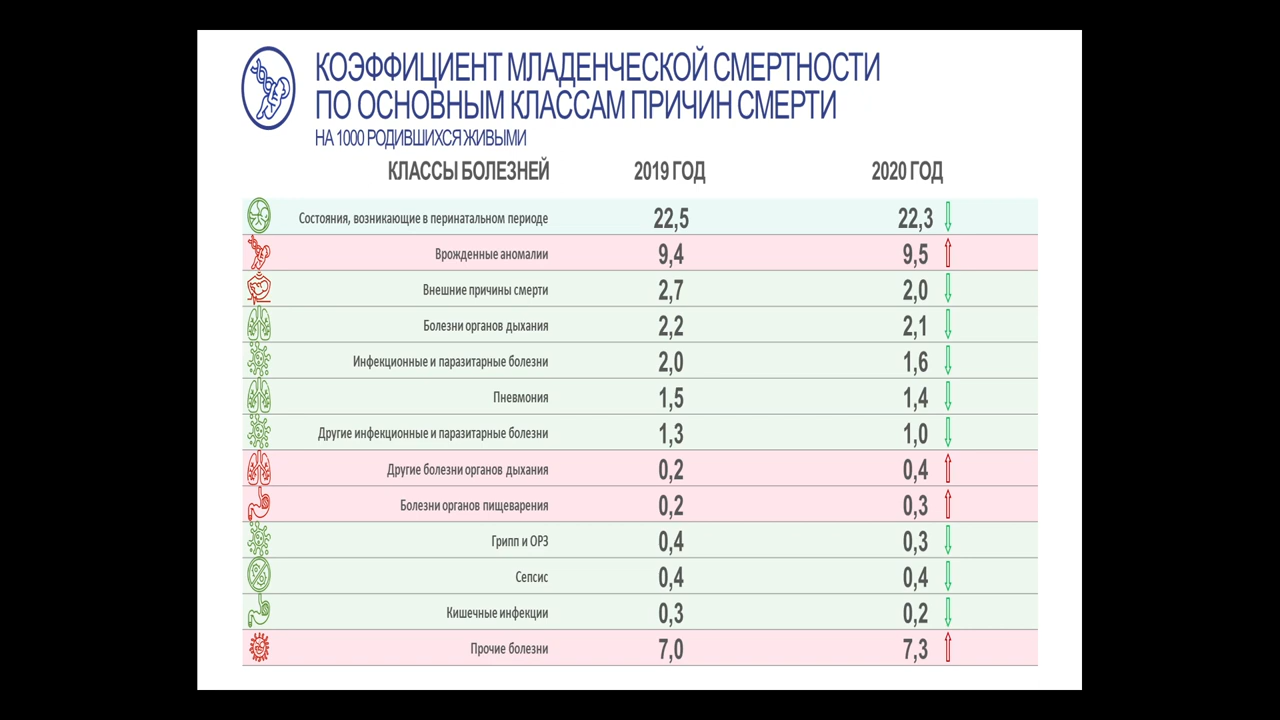 КОЭФФИЦИЕНТ МЛАДЕНЧЕСКОЙ СМЕРТНОСТИ
ПО ОСНОВНЫМ КЛАССАМ ПРИЧИН СМЕРТИ
НА 1000 РОДИВШИХСЯ ЖИВЫМИ
КЛАССЫ БОЛЕЗНЕЙ 2019 ГОД 2020 ГОД
Состояния, возникающие в перинатальном периоде 22,5 22,3
Врожденные аномалии 9,4 9,5
Внешние причины смерти 2,7 2,0
Болезни органов дыхания 2,2 2,1
Инфекционные и паразитарные болезни 2,0 1,6
Пневмония 1,5 1,4
Другие инфекционные и паразитарные болезни 1,3 1,0
Другие болезни органов дыхания 0,2 0,4
Болезни органов пищеварения 0,2 0,3
Грипп и ОРЗ 0,4 0,3
Сепсис 0,4 0,4
Кишечные инфекции 0,3 0,2
Прочие болезни 7,0 7,3